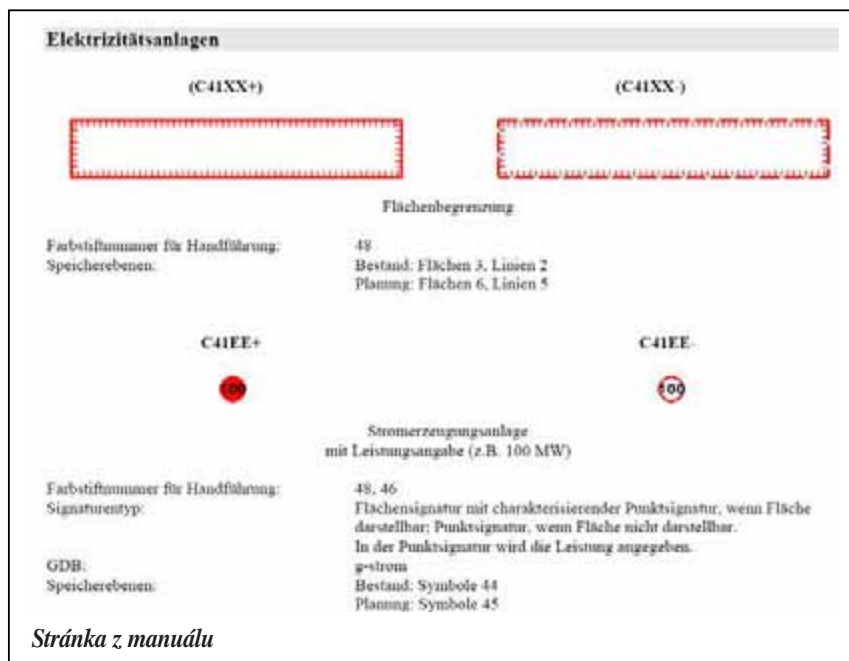 Elektrizitätsanlagen
(C41XX+) (C41XX-)
Flächenbegrenzung
Farbstiftnummer für Handführung: 48
Speicherebenen: Bestand: Flächen 3, Linien 2
Planung: Flächen 6, Linien 5
C41EE+ C41EE-
100 100
Stromerzeugungsanlage
mit Leistungsangabe (z.B. 100 MW)
Farbstiftnummer für Handführung: 48, 46
Signaturentyp: Flächensignatur mit charakterisierender Punktsignatur, wenn Fläche
darstellbar; Punktsignatur, wenn Fläche nicht darstellbar.
In der Punktsignatur wird die Leistung angegeben.
GDB: g-strom
Speicherebenen: Bestand: Symbole 44
Planung: Symbole 45
Stránka z manuálu